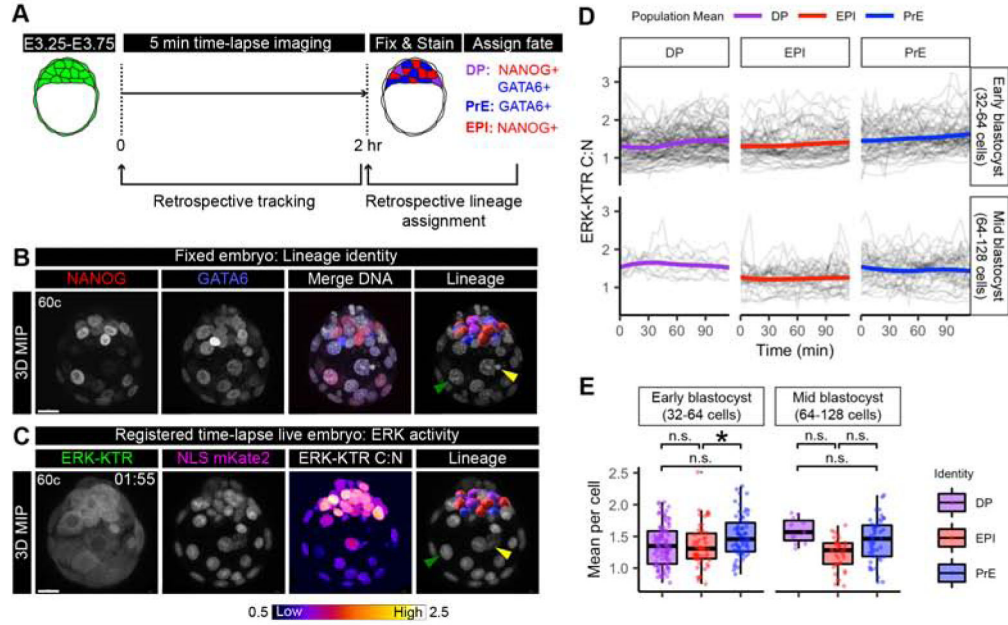 A
E3.25-E3.75
5 min time-lapse imaging
Fix & Stain
Assign fate
DP: NANOG+
GATA6+
PrE: GATA6+
EPI: NANOG+
0
2 hr
Retrospective tracking
Retrospective lineage
assignment
B
Fixed embryo: Lineage identity
NANOG
GATA6
Merge DNA
Lineage
3D MIP
60c
C
Registered time-lapse live embryo: ERK activity
ERK-KTR
NLS mKate2
ERK-KTR C:N
Lineage
3D MIP
60c
01:55
0.5 Low High 2.5
D
Population Mean DP EPI PrE
DP EPI PrE
ERK-KTR C:N
3
2
1
3
2
1
Early blastocyst
(32-64 cells)
Mid blastocyst
(64-128 cells)
0 30 60 90 0 30 60 90 0 30 60 90
Time (min)
E
Early blastocyst
(32-64 cells)
Mid blastocyst
(64-128 cells)
n.s. * n.s. n.s.
n.s. n.s.
Mean per cell
2.5
2.0
1.5
1.0
Identity
DP
EPI
PrE